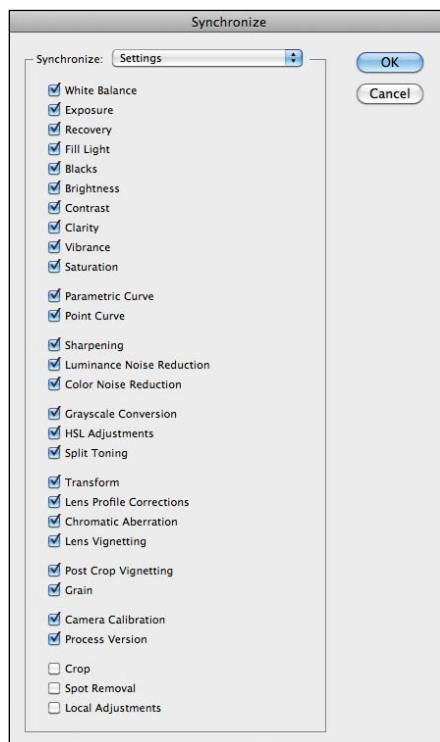 Synchronize
Synchronize: Settings
OK
Cancel
White Balance
Exposure
Recovery
Fill Light
Blacks
Brightness
Contrast
Clarity
Vibrance
Saturation
Parametric Curve
Point Curve
Sharpening
Luminance Noise Reduction
Color Noise Reduction
Grayscale Conversion
HSL Adjustments
Split Toning
Transform
Lens Profile Corrections
Chromatic Aberration
Lens Vignetting
Post Crop Vignetting
Grain
Camera Calibration
Process Version
Crop
Spot Removal
Local Adjustments